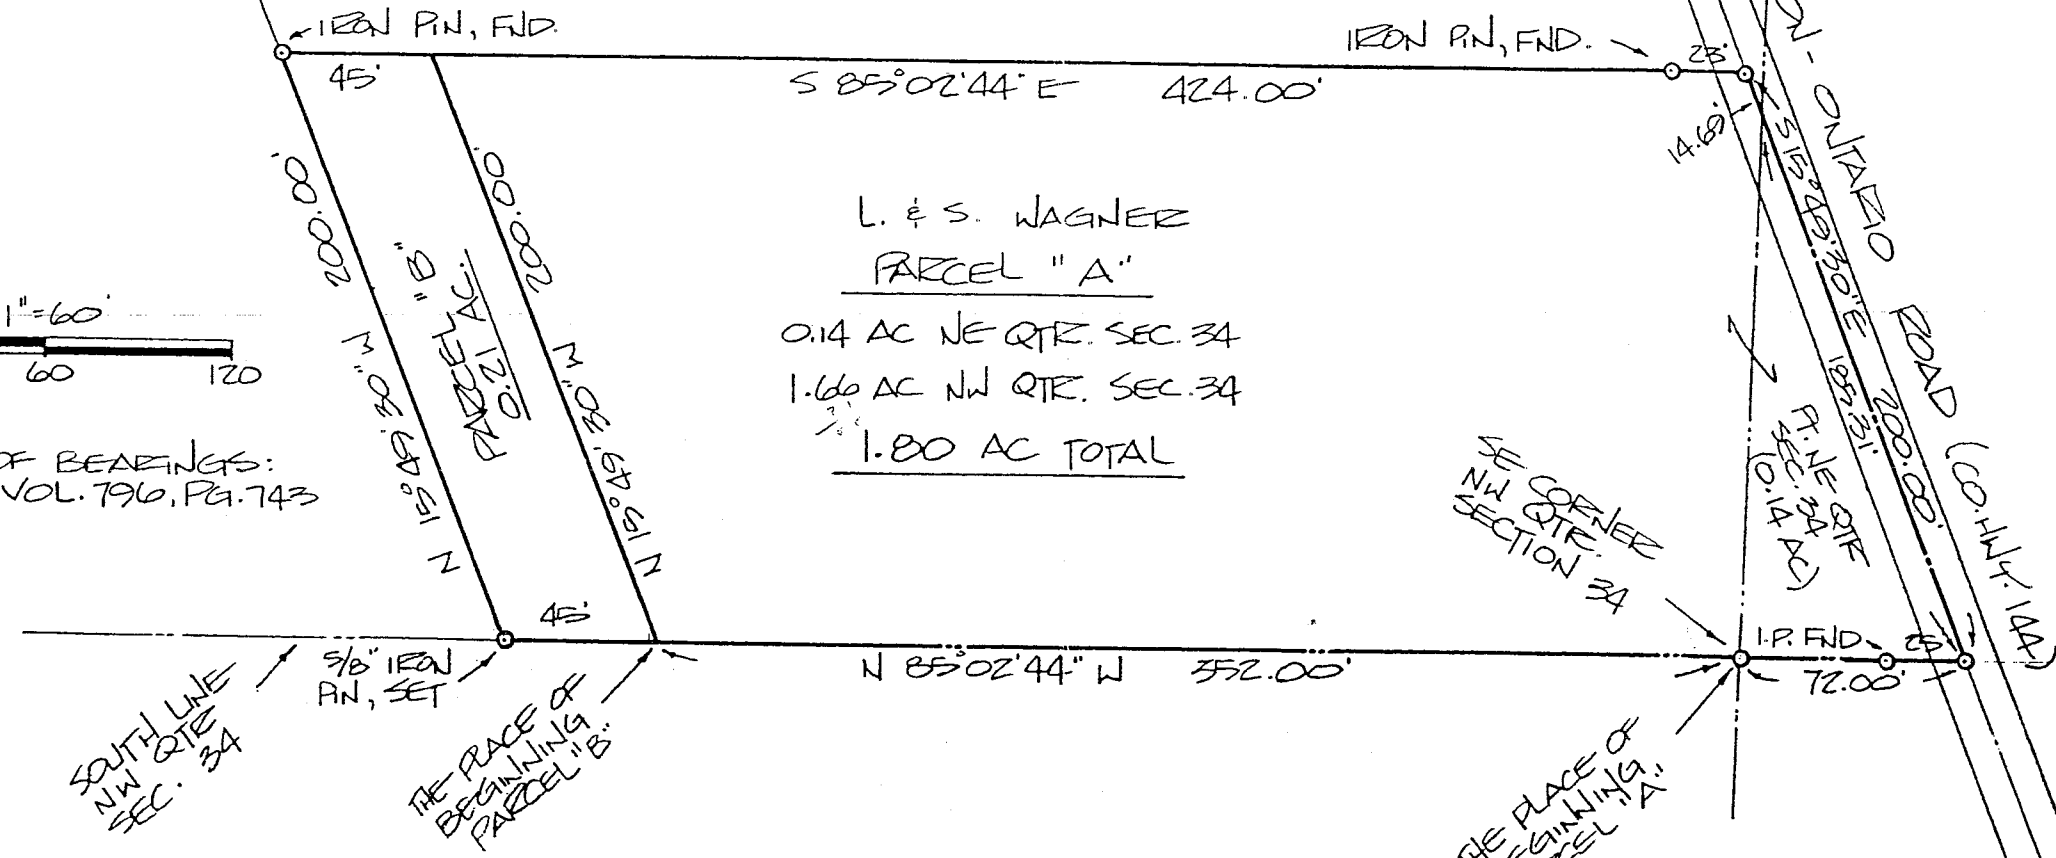 IRON PIN, FND.
45'
S 85°02'44" E 424.00'
IRON PIN, FND.
23'
14.69'
ON - ONTARIO ROAD (CO. HWY. 144)
S 15°49'30" E 200.00'
185.31'
200.00'
N 15°49'30" W
PARCEL "B"
0.21 AC.
200.00'
N 15°49'30" W
L. & S. WAGNER
PARCEL "A"
0.14 AC NE QTR. SEC. 34
1.66 AC NW QTR. SEC. 34
1.80 AC TOTAL
1"=60'
60 120
OF BEARINGS:
VOL. 796, PG. 743
PT. NE QTR
SEC. 34
(0.14 AC)
SE CORNER
NW QTR.
SECTION 34
45'
5/8" IRON
PIN, SET
N 85°02'44" W 352.00'
I.P. FND
25'
72.00'
SOUTH LINE
NW QTR
SEC. 34
THE PLACE OF
BEGINNING
PARCEL "B"
THE PLACE OF
EGINNING
CEL "A"